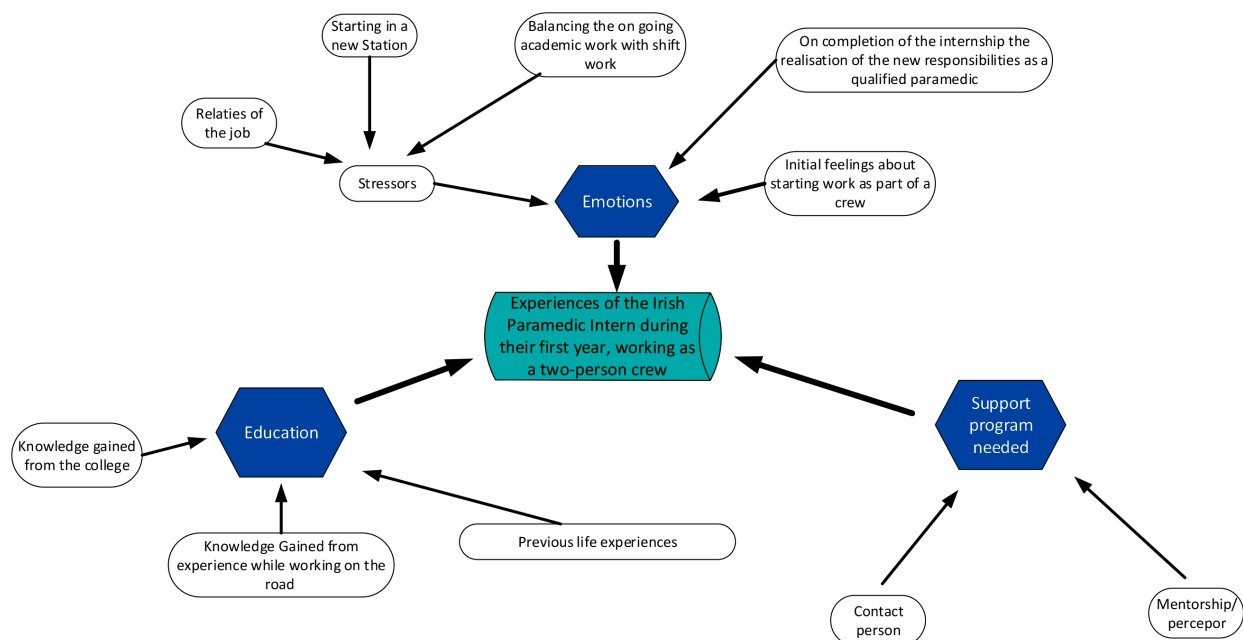 Starting in a
new Station
Balancing the on going
academic work with shift
work
On completion of the internship the
realisation of the new responsibilities as a
qualified paramedic
Relaties of
the job
Stressors
Emotions
Initial feelings about
starting work as part of a
crew
Experiences of the Irish
Paramedic Intern during
their first year, working as
a two-person crew
Education
Support
program
needed
Knowledge gained
from the college
Knowledge Gained from
experience while working on the
road
Previous life experiences
Contact
person
Mentorship/
percepor